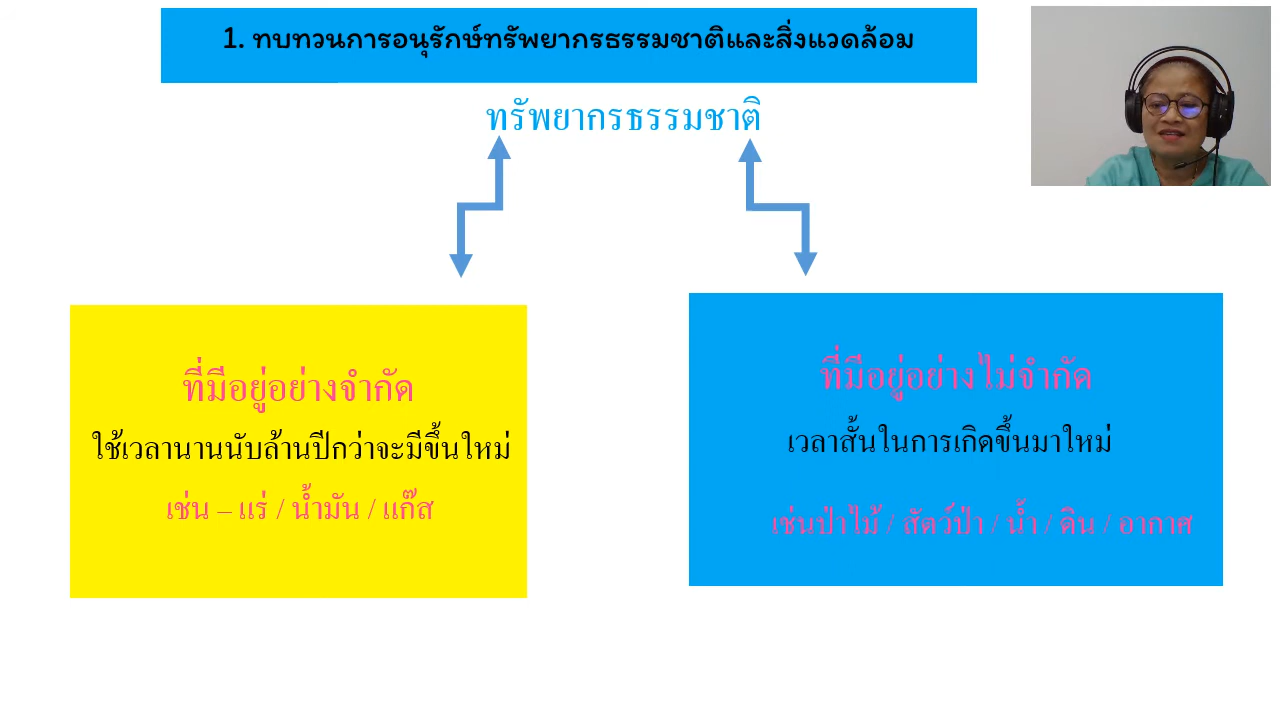 1. ทบทวนการอนุรักษ์ทรัพยากรธรรมชาติและสิ่งแวดล้อม
ทรัพยากรธรรมชาติ
ที่มีอยู่อย่างจำกัด
ใช้เวลานานนับล้านปีกว่าจะมีขึ้นใหม่
เช่น – แร่ / น้ำมัน / แก๊ส
ที่มีอยู่อย่างไม่จำกัด
เวลาสั้นในการเกิดขึ้นมาใหม่
เช่นป่าไม้ / สัตว์ป่า / น้ำ / ดิน / อากาศ